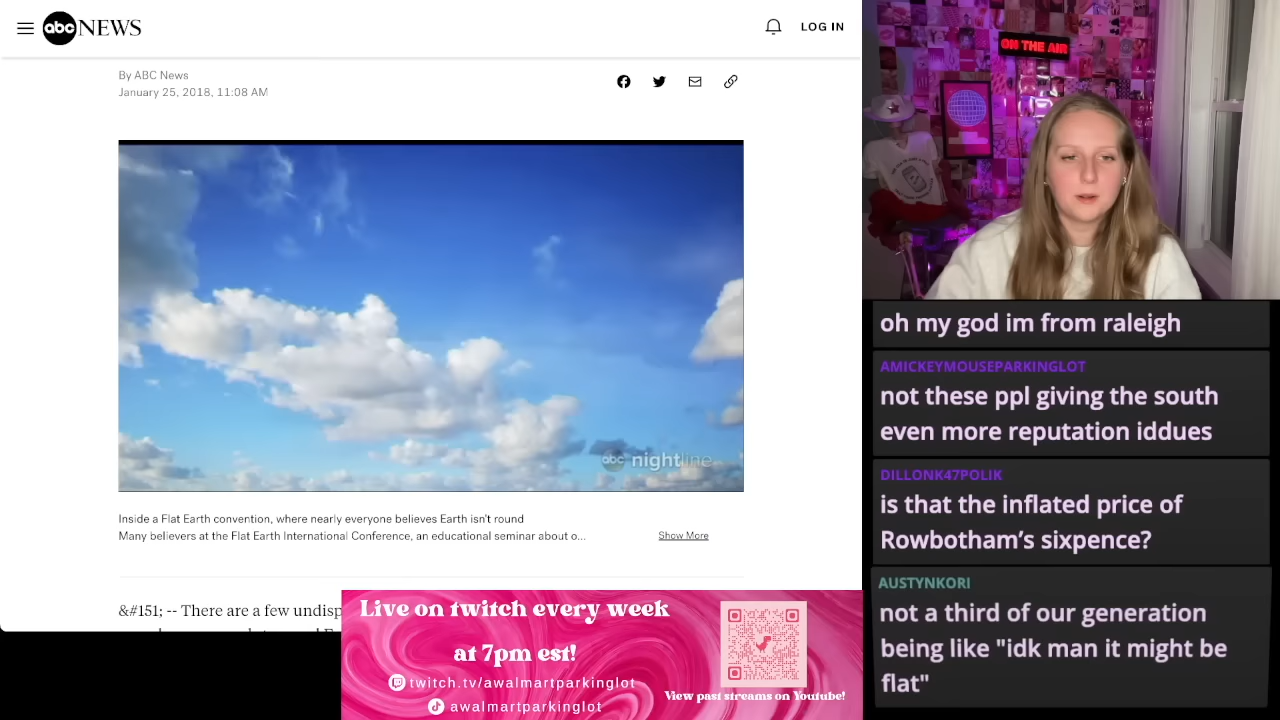 abc NEWS
LOG IN
By ABC News
January 25, 2018, 11:08 AM
abc nightline
Inside a Flat Earth convention, where nearly everyone believes Earth isn't round
Many believers at the Flat Earth International Conference, an educational seminar about o...
Show More
&#151; -- There are a few undisp
Live on twitch every week
at 7pm est!
twitch.tv/awalmartparkinglot
awalmartparkinglot
View past streams on Youtube!
ON THE AIR
oh my god im from raleigh
AMICKEYMOUSEPARKINGLOT
not these ppl giving the south
even more reputation iddues
DILLONK47POLIK
is that the inflated price of
Rowbotham's sixpence?
AUSTYNKORI
not a third of our generation
being like "idk man it might be
flat"